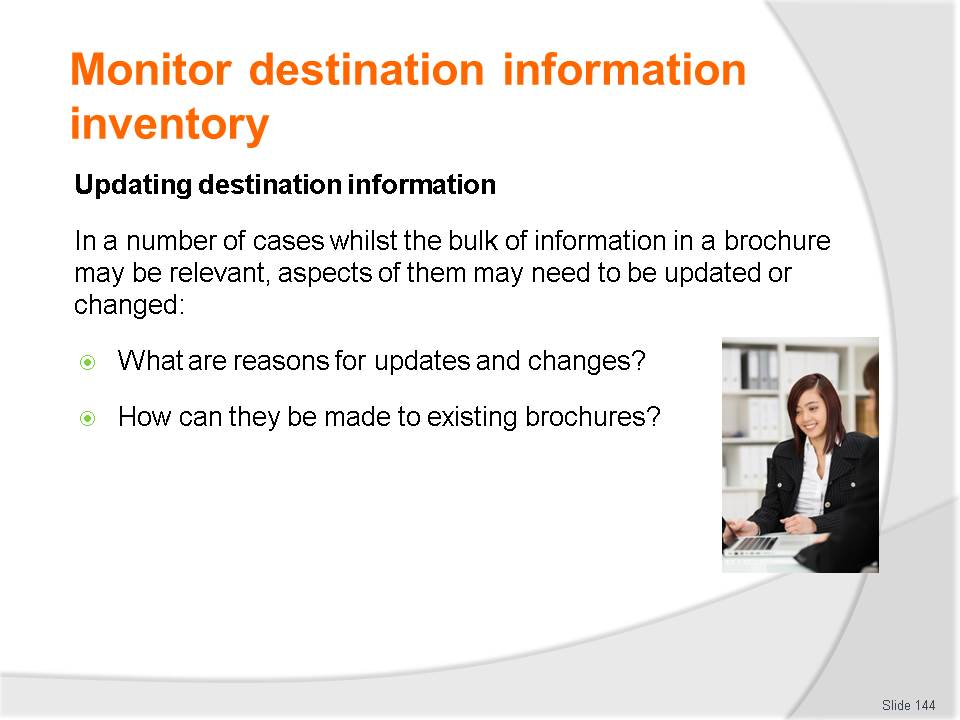 Monitor destination information
inventory
Updating destination information
In a number of cases whilst the bulk of information in a brochure
may be relevant, aspects of them may need to be updated or
changed:
What are reasons for updates and changes?
How can they be made to existing brochures?
Slide 144